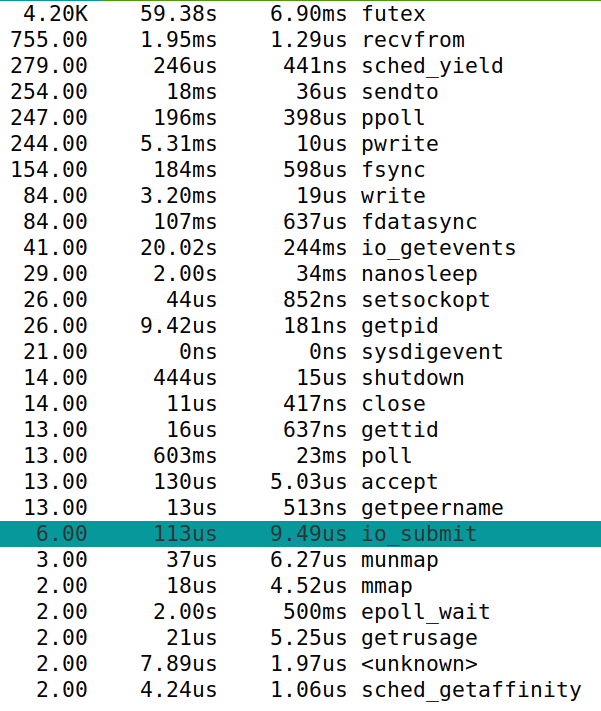 4.20K 59.38s 6.90ms futex
755.00 1.95ms 1.29us recvfrom
279.00 246us 441ns sched_yield
254.00 18ms 36us sendto
247.00 196ms 398us ppoll
244.00 5.31ms 10us pwrite
154.00 184ms 598us fsync
84.00 3.20ms 19us write
84.00 107ms 637us fdatasync
41.00 20.02s 244ms io_getevents
29.00 2.00s 34ms nanosleep
26.00 44us 852ns setsockopt
26.00 9.42us 181ns getpid
21.00 0ns 0ns sysdigevent
14.00 444us 15us shutdown
14.00 11us 417ns close
13.00 16us 637ns gettid
13.00 603ms 23ms poll
13.00 130us 5.03us accept
13.00 13us 513ns getpeername
6.00 113us 9.49us io_submit
3.00 37us 6.27us munmap
2.00 18us 4.52us mmap
2.00 2.00s 500ms epoll_wait
2.00 21us 5.25us getrusage
2.00 7.89us 1.97us <unknown>
2.00 4.24us 1.06us sched_getaffinity